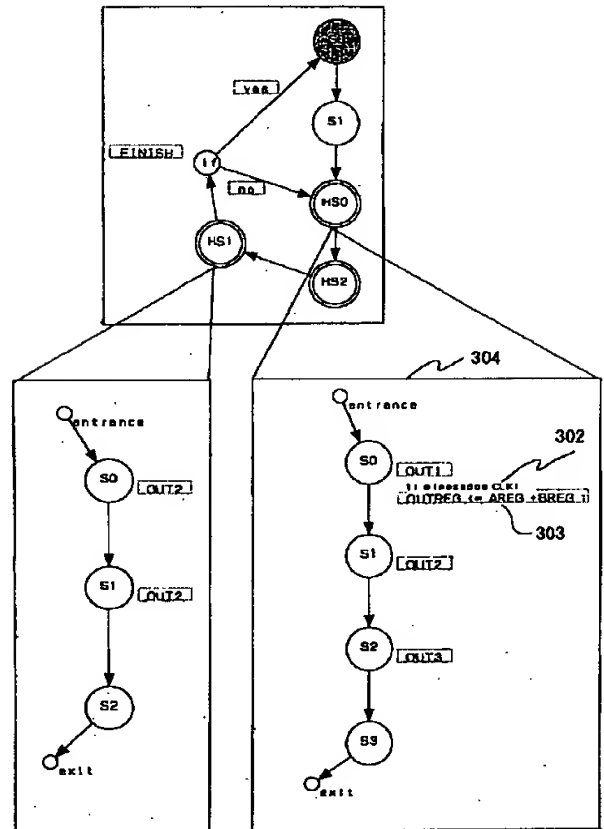 yes
S1
FINISH
if
no
HS0
HS1
HS2
304
entrance
S0
OUT2
S1
OUT2
S2
exit
entrance
302
S0
OUT1
OUTREG <= AREG +BREG ;
303
S1
OUT2
S2
OUT3
S3
exit